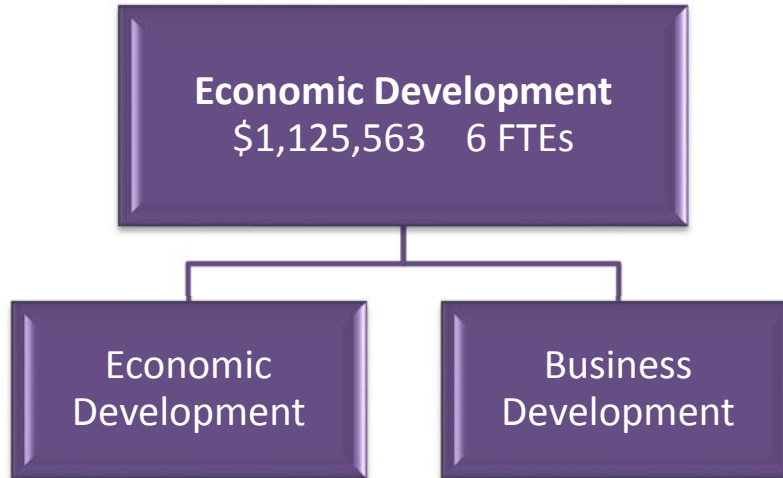 Economic Development
$1,125,563 6 FTEs
Economic
Development
Business
Development